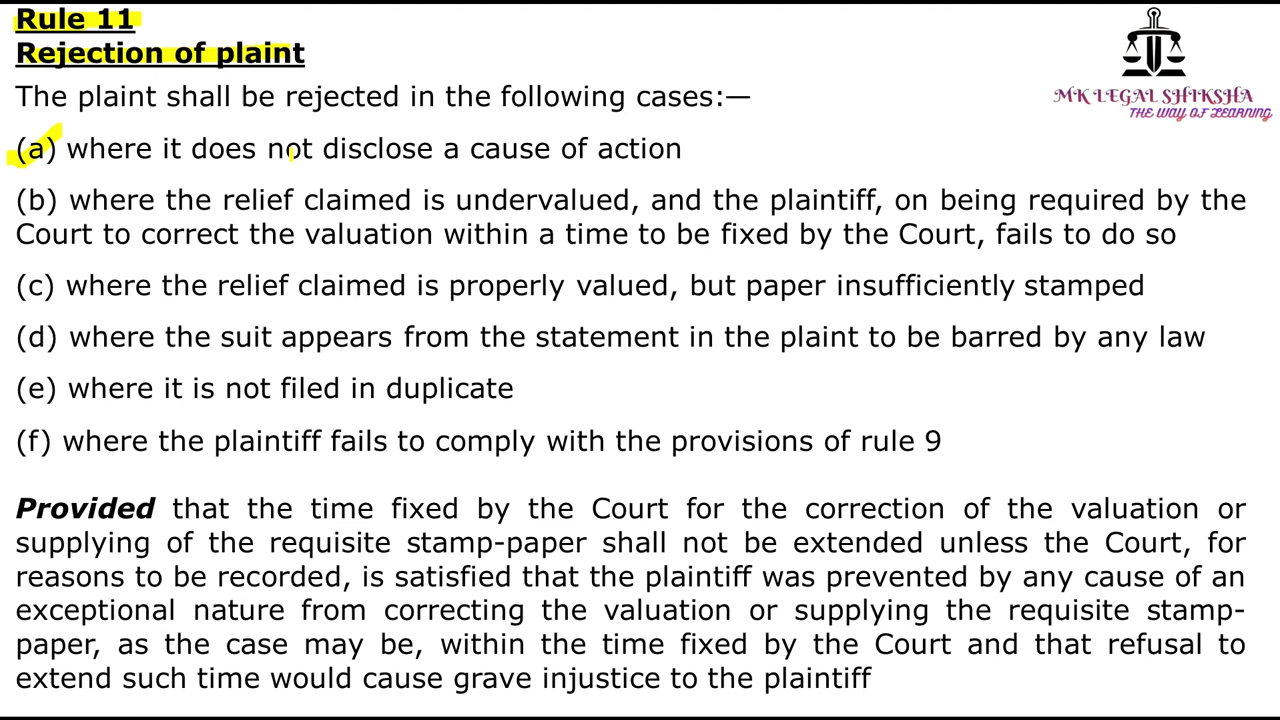 Rule 11
Rejection of plaint
The plaint shall be rejected in the following cases:—
(a) where it does not disclose a cause of action
(b) where the relief claimed is undervalued, and the plaintiff, on being required by the
Court to correct the valuation within a time to be fixed by the Court, fails to do so
(c) where the relief claimed is properly valued, but paper insufficiently stamped
(d) where the suit appears from the statement in the plaint to be barred by any law
(e) where it is not filed in duplicate
(f) where the plaintiff fails to comply with the provisions of rule 9
Provided that the time fixed by the Court for the correction of the valuation or
supplying of the requisite stamp-paper shall not be extended unless the Court, for
reasons to be recorded, is satisfied that the plaintiff was prevented by any cause of an
exceptional nature from correcting the valuation or supplying the requisite stamp-
paper, as the case may be, within the time fixed by the Court and that refusal to
extend such time would cause grave injustice to the plaintiff
MK LEGAL SHIKSHA
THE WAY OF LEARNING